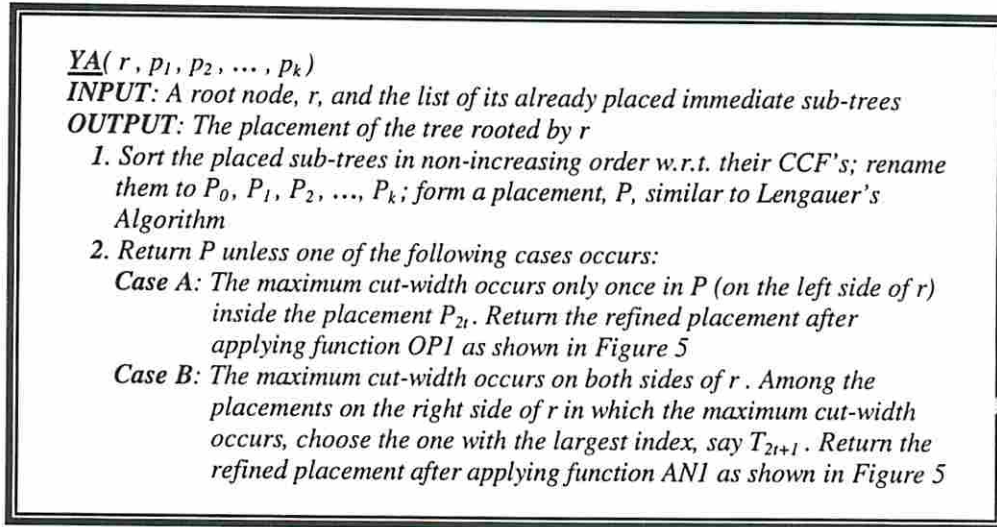 YA( r , p1 , p2 , ... , pk )
INPUT: A root node, r, and the list of its already placed immediate sub-trees
OUTPUT: The placement of the tree rooted by r
1. Sort the placed sub-trees in non-increasing order w.r.t. their CCF's; rename
them to P0, P1, P2, ..., Pk ; form a placement, P, similar to Lengauer's
Algorithm
2. Return P unless one of the following cases occurs:
Case A: The maximum cut-width occurs only once in P (on the left side of r)
inside the placement P2t . Return the refined placement after
applying function OP1 as shown in Figure 5
Case B: The maximum cut-width occurs on both sides of r . Among the
placements on the right side of r in which the maximum cut-width
occurs, choose the one with the largest index, say T2t+1 . Return the
refined placement after applying function AN1 as shown in Figure 5